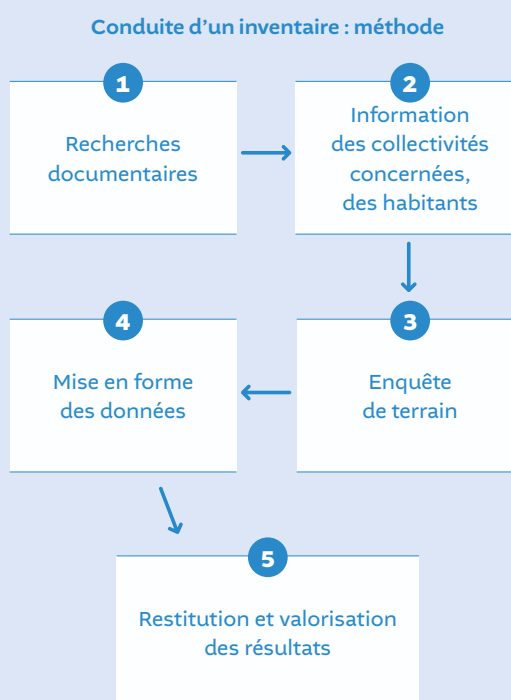 Conduite d’un inventaire : méthode
1
Recherches
documentaires
2
Information
des collectivités
concernées,
des habitants
3
Enquête
de terrain
4
Mise en forme
des données
5
Restitution et valorisation
des résultats